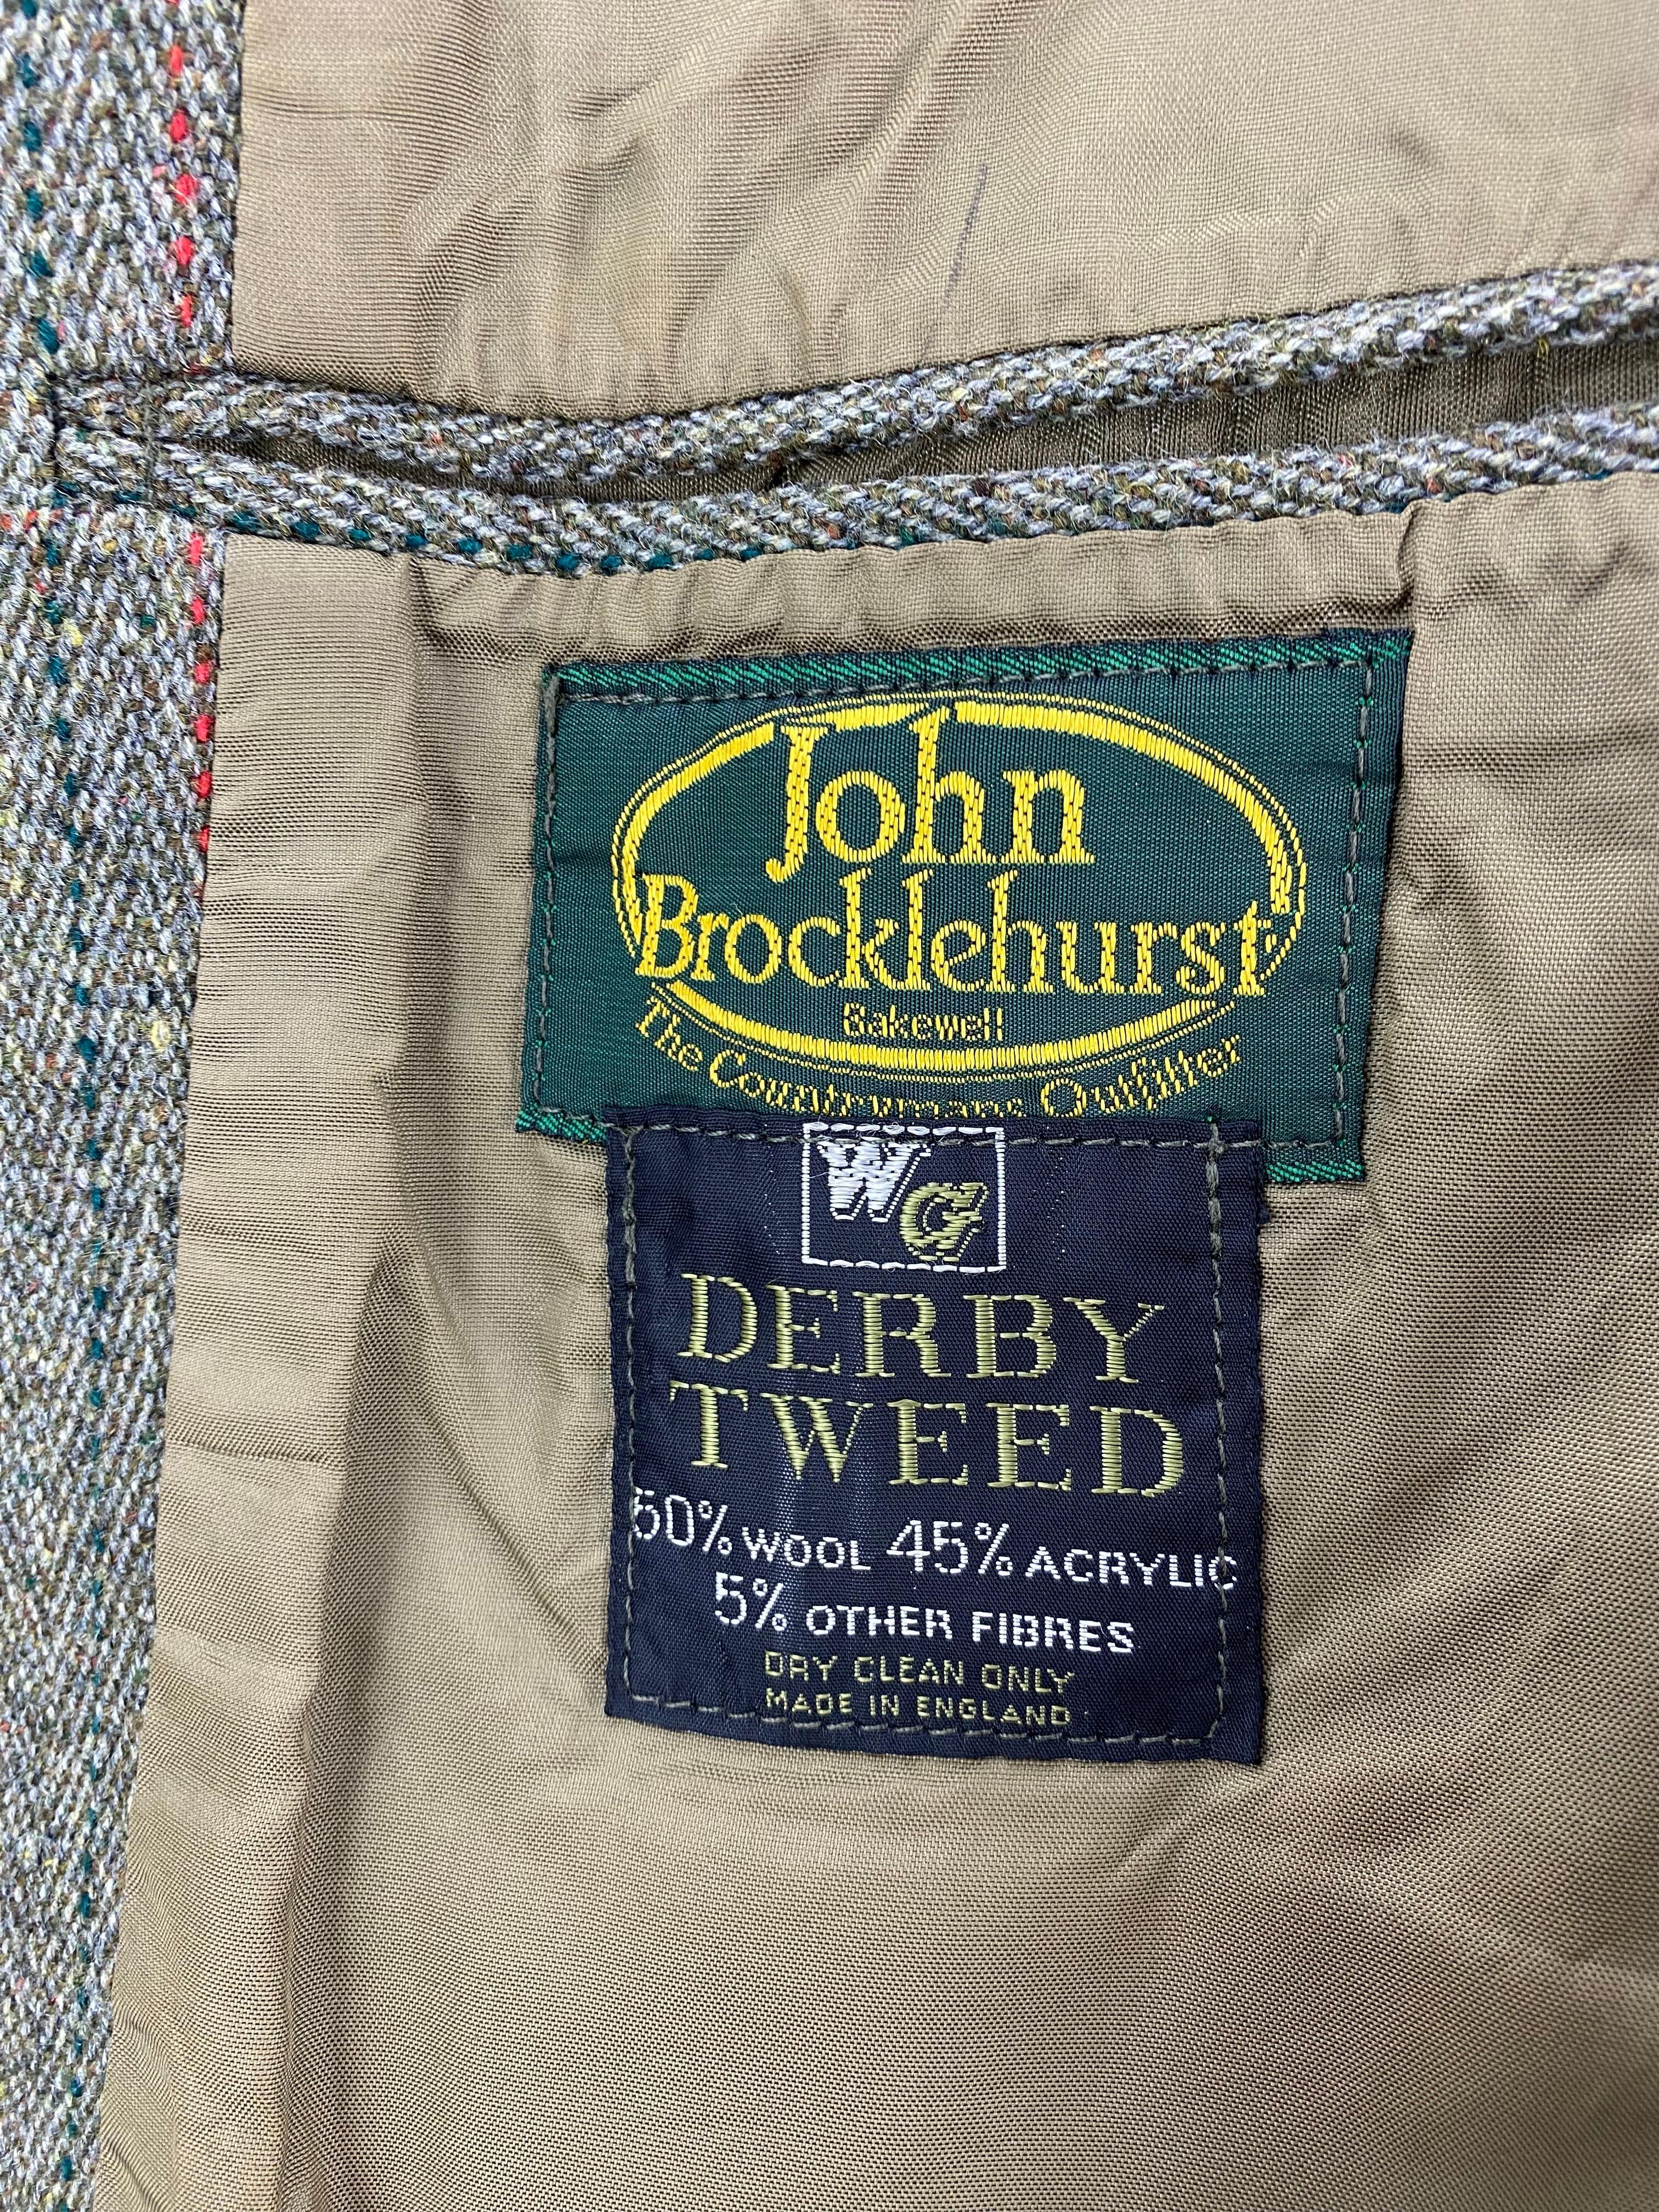 John
Brocklehurst
Bakewell
The Countrymans Outfitter
WG
DERBY
TWEED
50% WOOL 45% ACRYLIC
5% OTHER FIBRES
DRY CLEAN ONLY
MADE IN ENGLAND